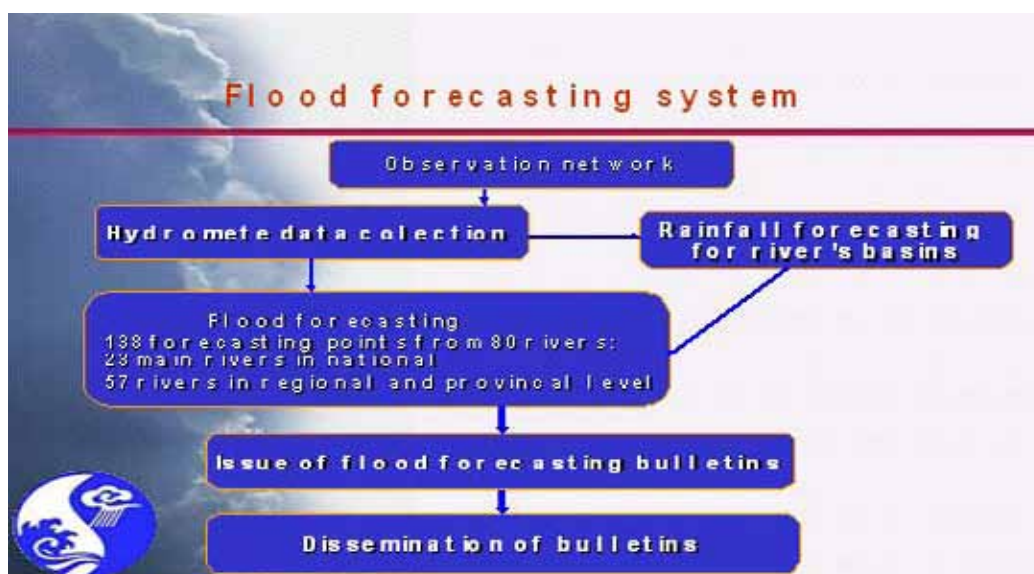 Flood forecasting system
Observation network
Hydromete data colection
Rainfall forecasting
for river's basins
Flood forecasting
138 forecasting points from 80 rivers:
23 main rivers in national
57 rivers in regional and provincal level
Issue of flood forecasting bulletins
Dissemination of bulletins